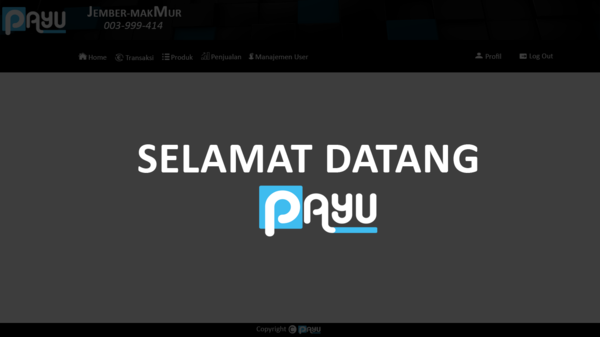 PAYU
JEMBER-MAKMUR
003-999-414
Home Transaksi Produk Penjualan Manajemen User Profil Log Out
SELAMAT DATANG
PAYU
Copyright © PAYU